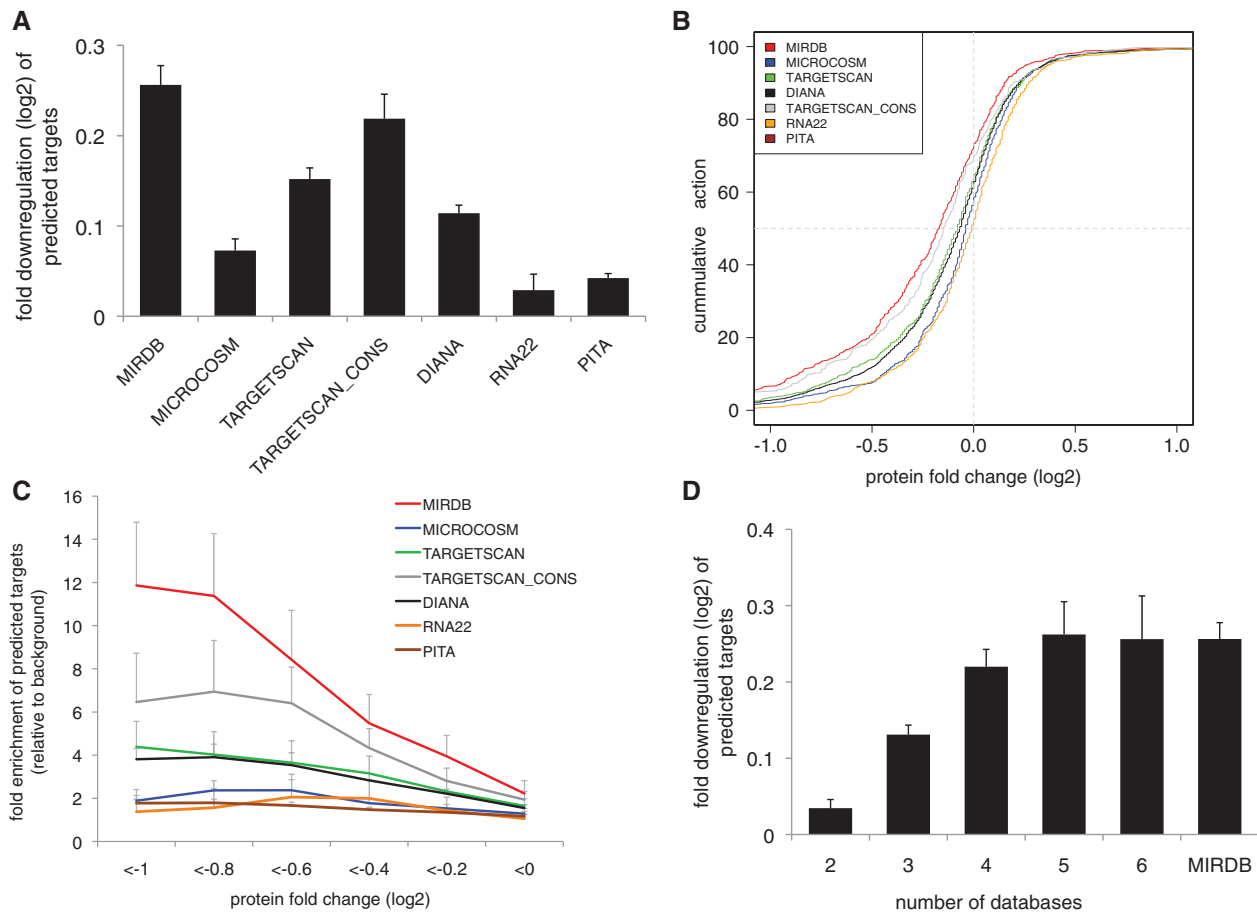 A
fold downregulation (log2) of
predicted targets
0.3
0.2
0.1
0
MIRDB
MICROCOSM
TARGETSCAN
TARGETSCAN_CONS
DIANA
RNA22
PITA
B
cummulative action
100
80
60
40
20
0
MIRDB
MICROCOSM
TARGETSCAN
DIANA
TARGETSCAN_CONS
RNA22
PITA
-1.0
-0.5
0.0
0.5
1.0
protein fold change (log2)
C
fold enrichment of predicted targets
(relative to background)
16
14
12
10
8
6
4
2
0
MIRDB
MICROCOSM
TARGETSCAN
TARGETSCAN_CONS
DIANA
RNA22
PITA
<-1
<-0.8
<-0.6
<-0.4
<-0.2
<0
protein fold change (log2)
D
fold downregulation (log2) of
predicted targets
0.4
0.3
0.2
0.1
0
2
3
4
5
6
MIRDB
number of databases